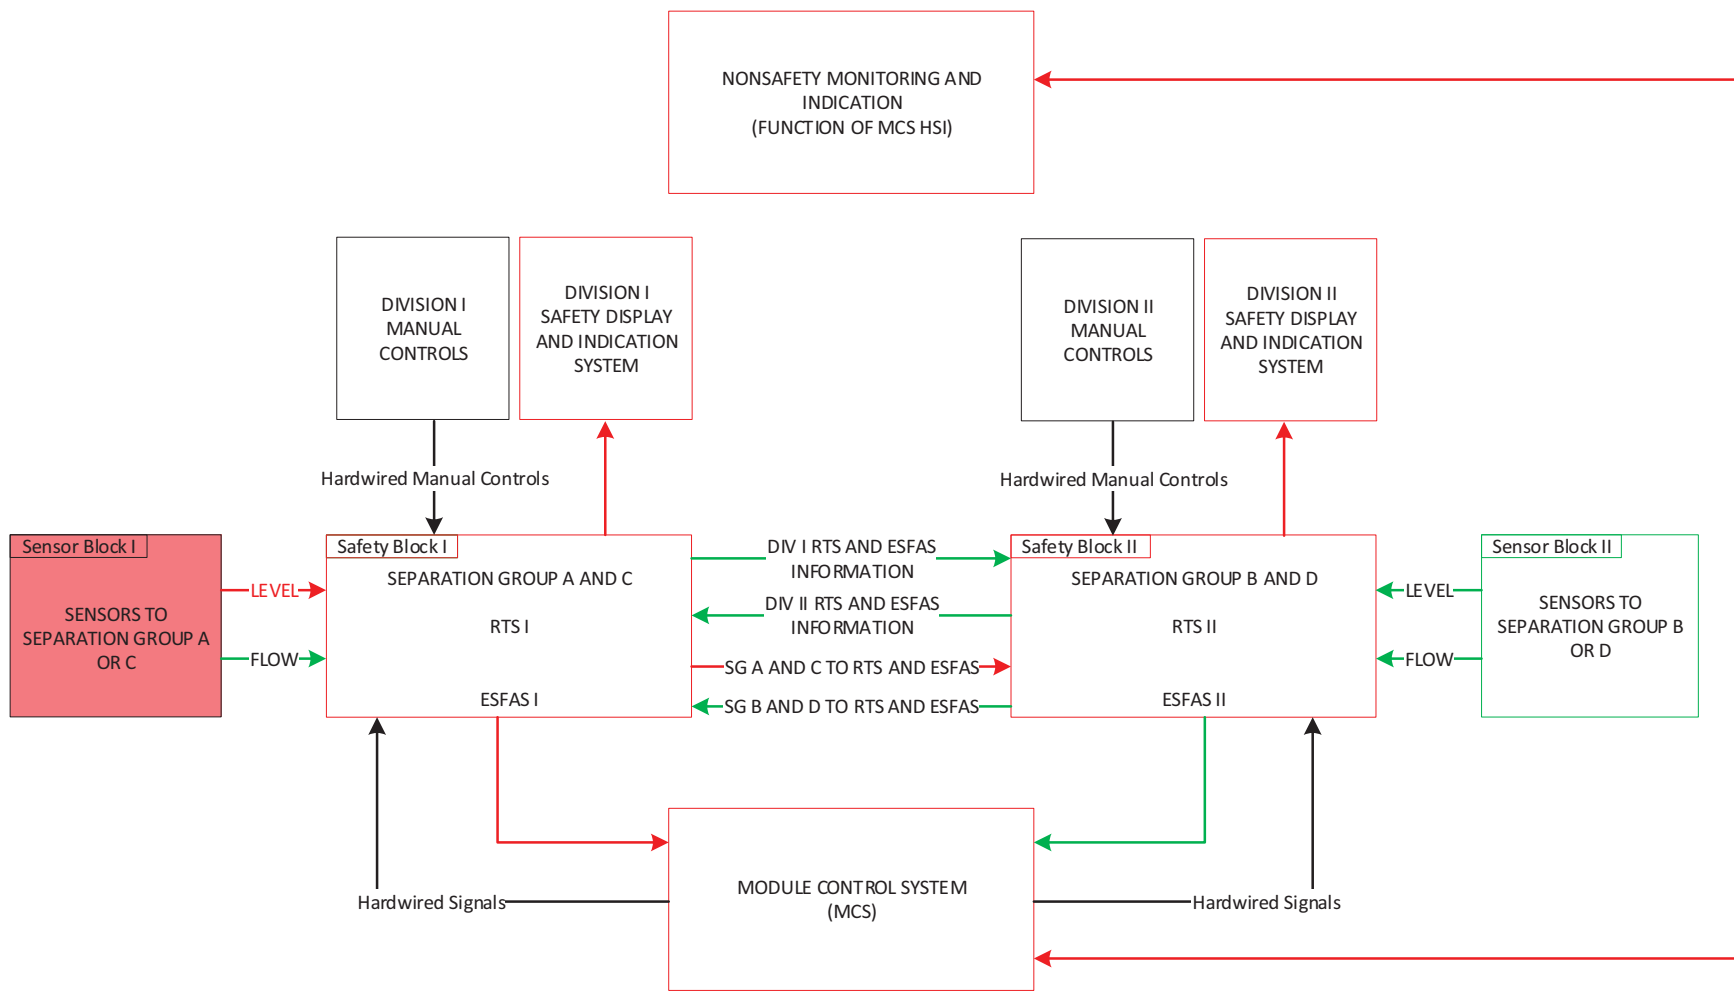 NONSAFETY MONITORING AND
INDICATION
(FUNCTION OF MCS HSI)
DIVISION I
MANUAL
CONTROLS
DIVISION I
SAFETY DISPLAY
AND INDICATION
SYSTEM
DIVISION II
MANUAL
CONTROLS
DIVISION II
SAFETY DISPLAY
AND INDICATION
SYSTEM
Hardwired Manual Controls
Hardwired Manual Controls
Sensor Block I
SENSORS TO
SEPARATION GROUP A
OR C
LEVEL
FLOW
Safety Block I
SEPARATION GROUP A AND C
RTS I
ESFAS I
DIV I RTS AND ESFAS
INFORMATION
DIV II RTS AND ESFAS
INFORMATION
SG A AND C TO RTS AND ESFAS
SG B AND D TO RTS AND ESFAS
Safety Block II
SEPARATION GROUP B AND D
RTS II
ESFAS II
LEVEL
FLOW
Sensor Block II
SENSORS TO
SEPARATION GROUP B
OR D
Hardwired Signals
MODULE CONTROL SYSTEM
(MCS)
Hardwired Signals